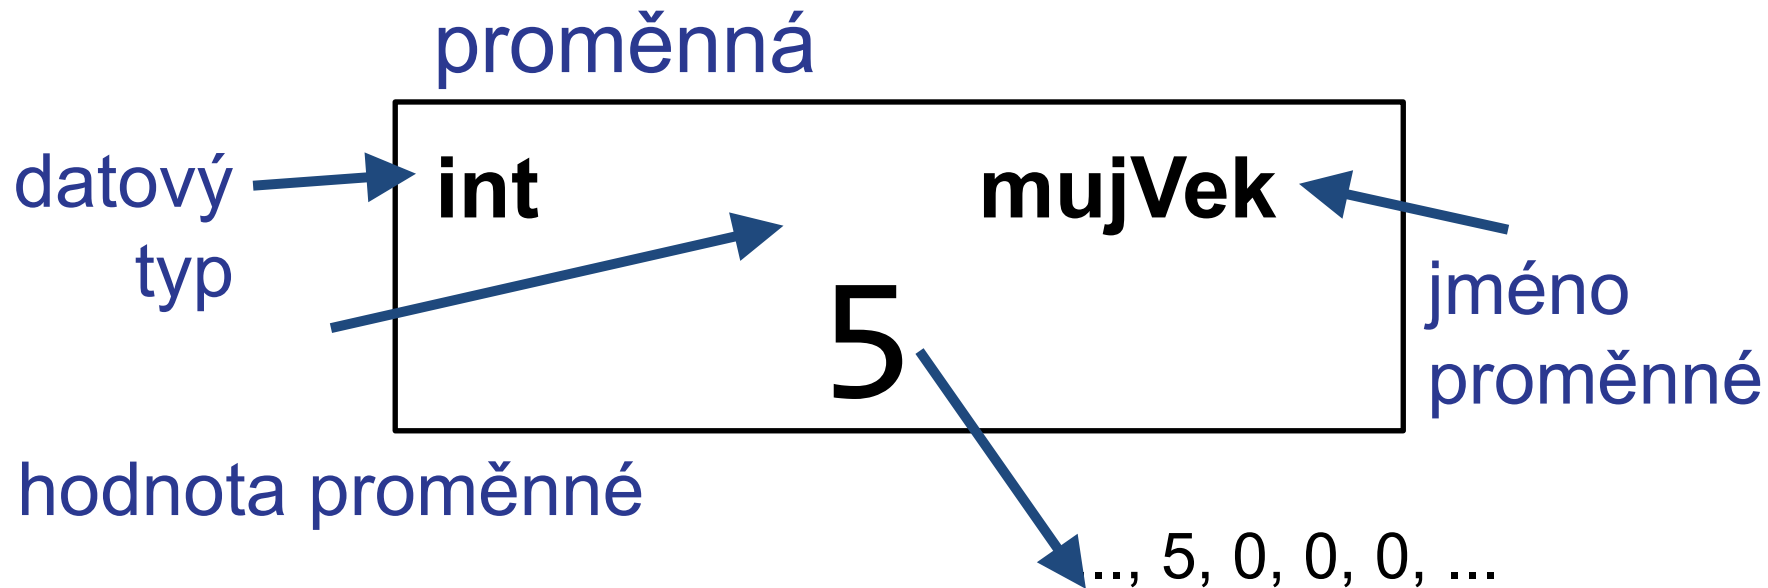 proměnná
datový
typ
int
mujVek
5
jméno
proměnné
hodnota proměnné
..., 5, 0, 0, 0, ...